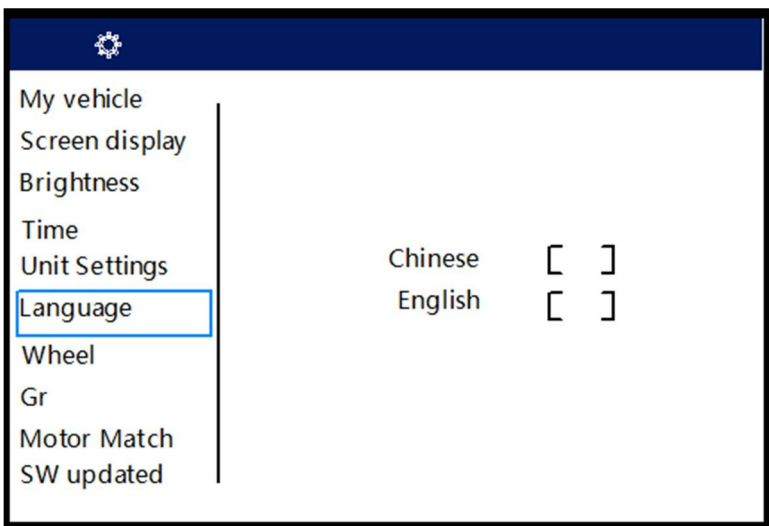 My vehicle
Screen display
Brightness
Time
Unit Settings
Language
Wheel
Gr
Motor Match
SW updated
Chinese [ ]
English [ ]